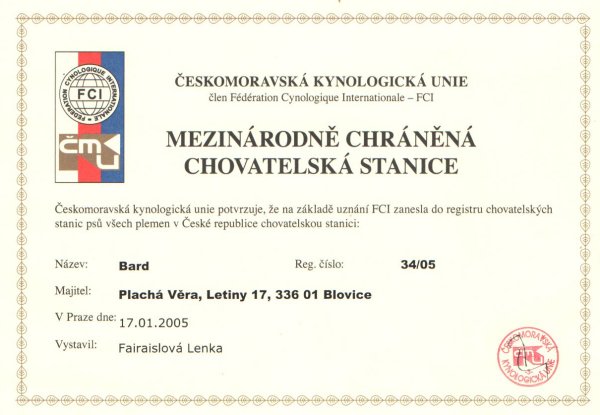 FÉDÉRATION CYNOLOGIQUE INTERNATIONALE
FCI
ČMKU
ČESKOMORAVSKÁ KYNOLOGICKÁ UNIE
člen Fédération Cynologique Internationale – FCI
MEZINÁRODNĚ CHRÁNĚNÁ
CHOVATELSKÁ STANICE
Českomoravská kynologická unie potvrzuje, že na základě uznání FCI zanesla do registru chovatelských
stanic psů všech plemen v České republice chovatelskou stanici:
Název: Bard Reg. číslo: 34/05
Majitel: Plachá Věra, Letiny 17, 336 01 Blovice
V Praze dne: 17.01.2005
Vystavil: Fairaislová Lenka
ČESKOMORAVSKÁ
KYNOLOGICKÁ UNIE